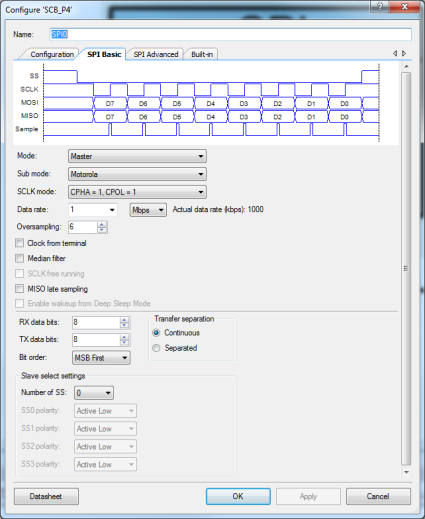 Configure 'SCB_P4'
Name: SPI0
Configuration SPI Basic SPI Advanced Built-in
SS
SCLK
MOSI D7 D6 D5 D4 D3 D2 D1 D0
MISO D7 D6 D5 D4 D3 D2 D1 D0
Sample
Mode: Master
Sub mode: Motorola
SCLK mode: CPHA = 1, CPOL = 1
Data rate: 1 Mbps Actual data rate (kbps): 1000
Oversampling: 6
Clock from terminal
Median filter
SCLK free running
MISO late sampling
Enable wakeup from Deep Sleep Mode
RX data bits: 8
TX data bits: 8
Bit order: MSB First
Transfer separation
Continuous
Separated
Slave select settings
Number of SS: 0
SS0 polarity: Active Low
SS1 polarity: Active Low
SS2 polarity: Active Low
SS3 polarity: Active Low
Datasheet OK Apply Cancel